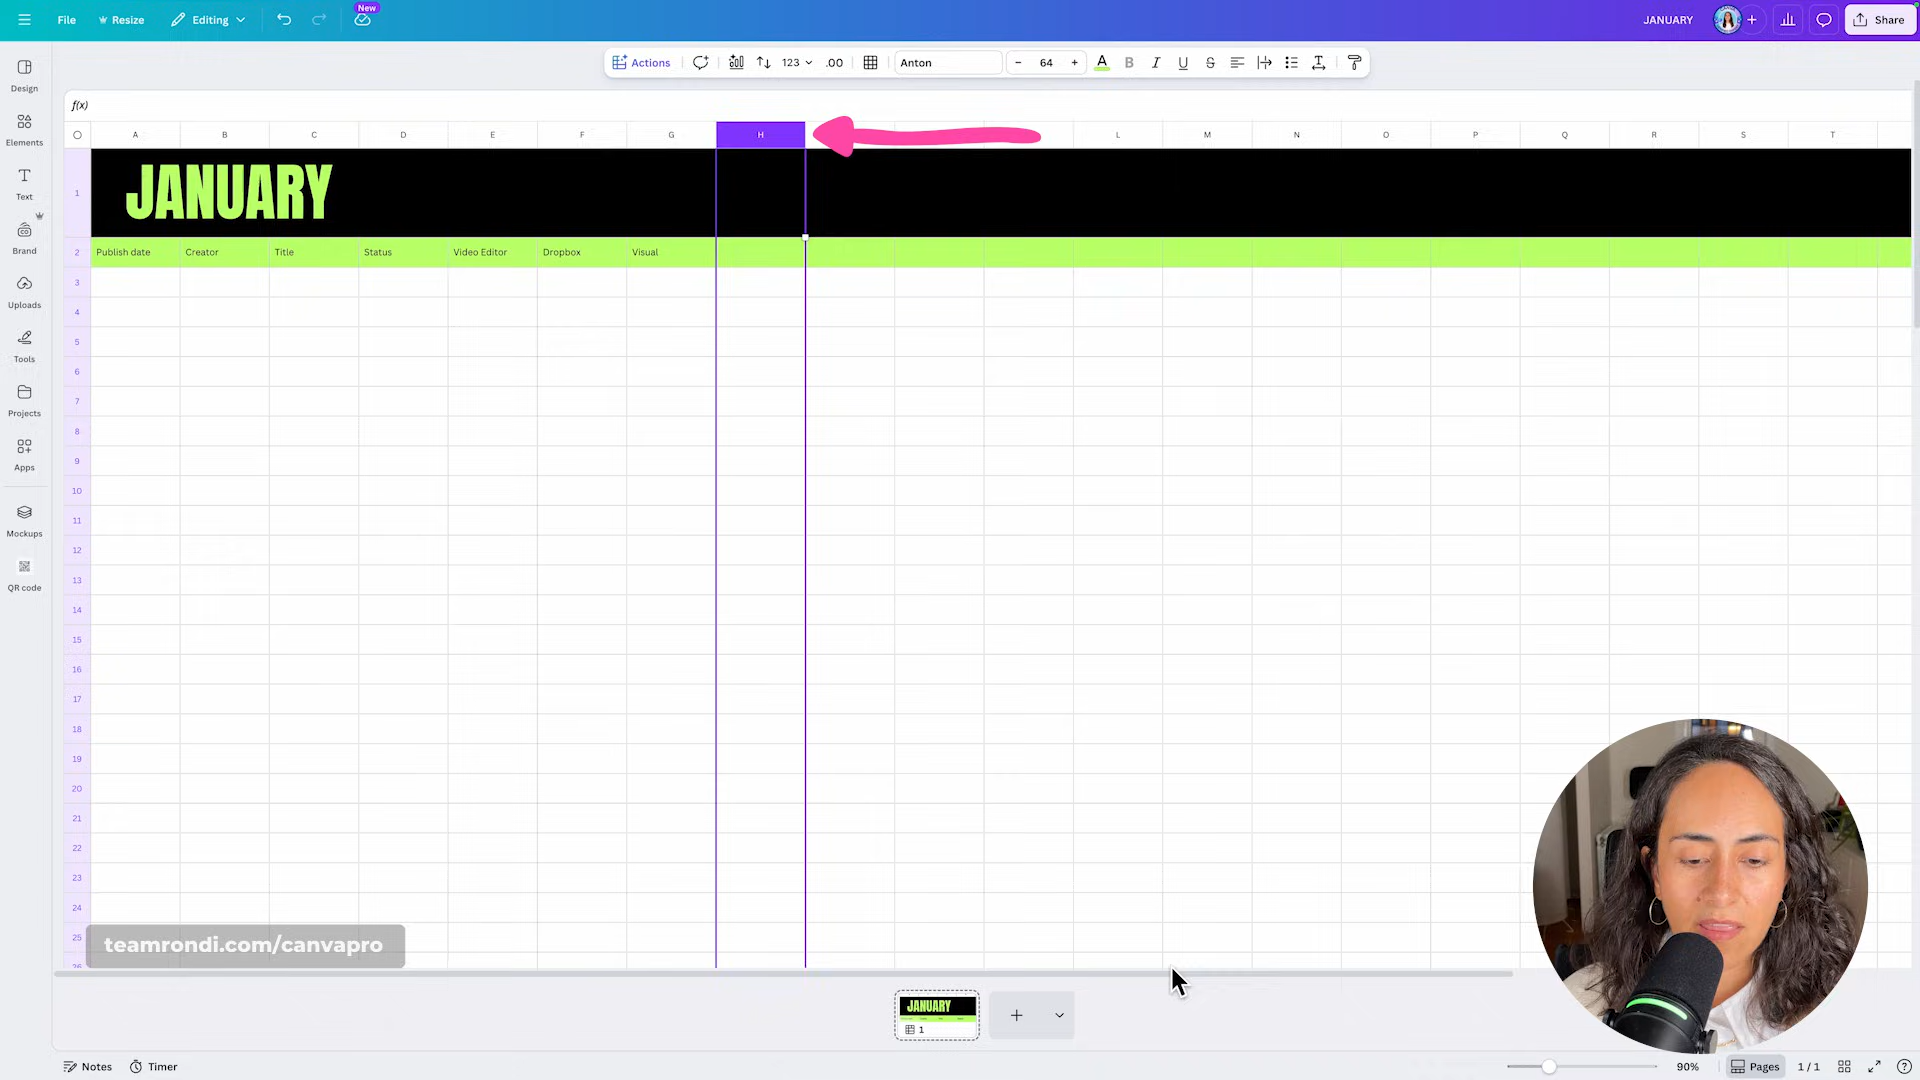 File
Resize
Editing
New
JANUARY
Share
Design
Elements
Text
Brand
Uploads
Tools
Projects
Apps
Mockups
QR code
Actions
123
.00
Anton
– 64 +
A B I U S
f(x)
A B C D E F G H L M N O P Q R S T
1 JANUARY
2 Publish date Creator Title Status Video Editor Dropbox Visual
3
4
5
6
7
8
9
10
11
12
13
14
15
16
17
18
19
20
21
22
23
24
25
26
teamrondi.com/canvapro
JANUARY
1
Notes
Timer
90%
Pages
1 / 1